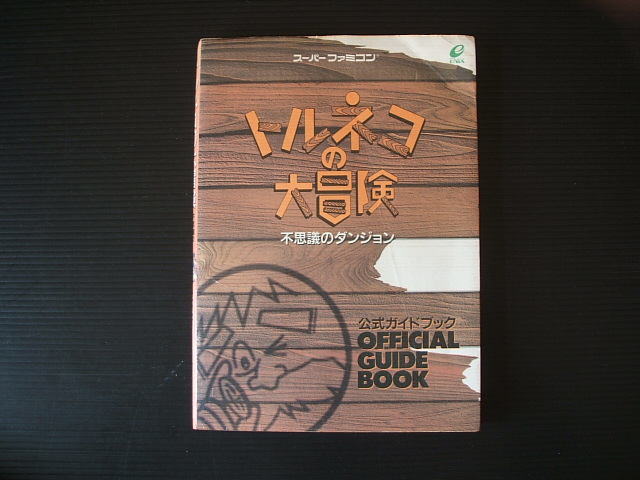 スーパーファミコン
ENIX
トルネコ
の
大冒険
不思議のダンジョン
公式ガイドブック
OFFICIAL
GUIDE
BOOK